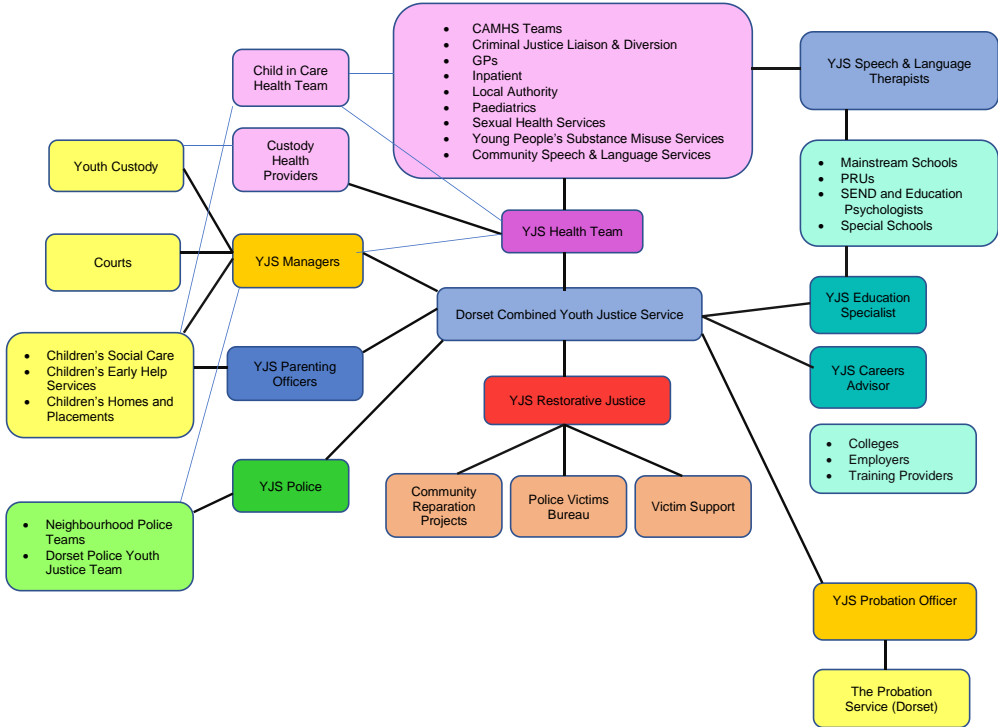 • CAMHS Teams
• Criminal Justice Liaison & Diversion
• GPs
• Inpatient
• Local Authority
• Paediatrics
• Sexual Health Services
• Young People's Substance Misuse Services
• Community Speech & Language Services
Child in Care
Health Team
YJS Speech & Language
Therapists
Youth Custody
Custody
Health
Providers
• Mainstream Schools
• PRUs
• SEND and Education
Psychologists
• Special Schools
YJS Health Team
Courts
YJS Managers
Dorset Combined Youth Justice Service
YJS Education
Specialist
• Children's Social Care
• Children's Early Help
Services
• Children's Homes and
Placements
YJS Parenting
Officers
YJS Restorative Justice
YJS Careers
Advisor
• Colleges
• Employers
• Training Providers
YJS Police
Community
Reparation
Projects
Police Victims
Bureau
Victim Support
• Neighbourhood Police
Teams
• Dorset Police Youth
Justice Team
YJS Probation Officer
The Probation
Service (Dorset)